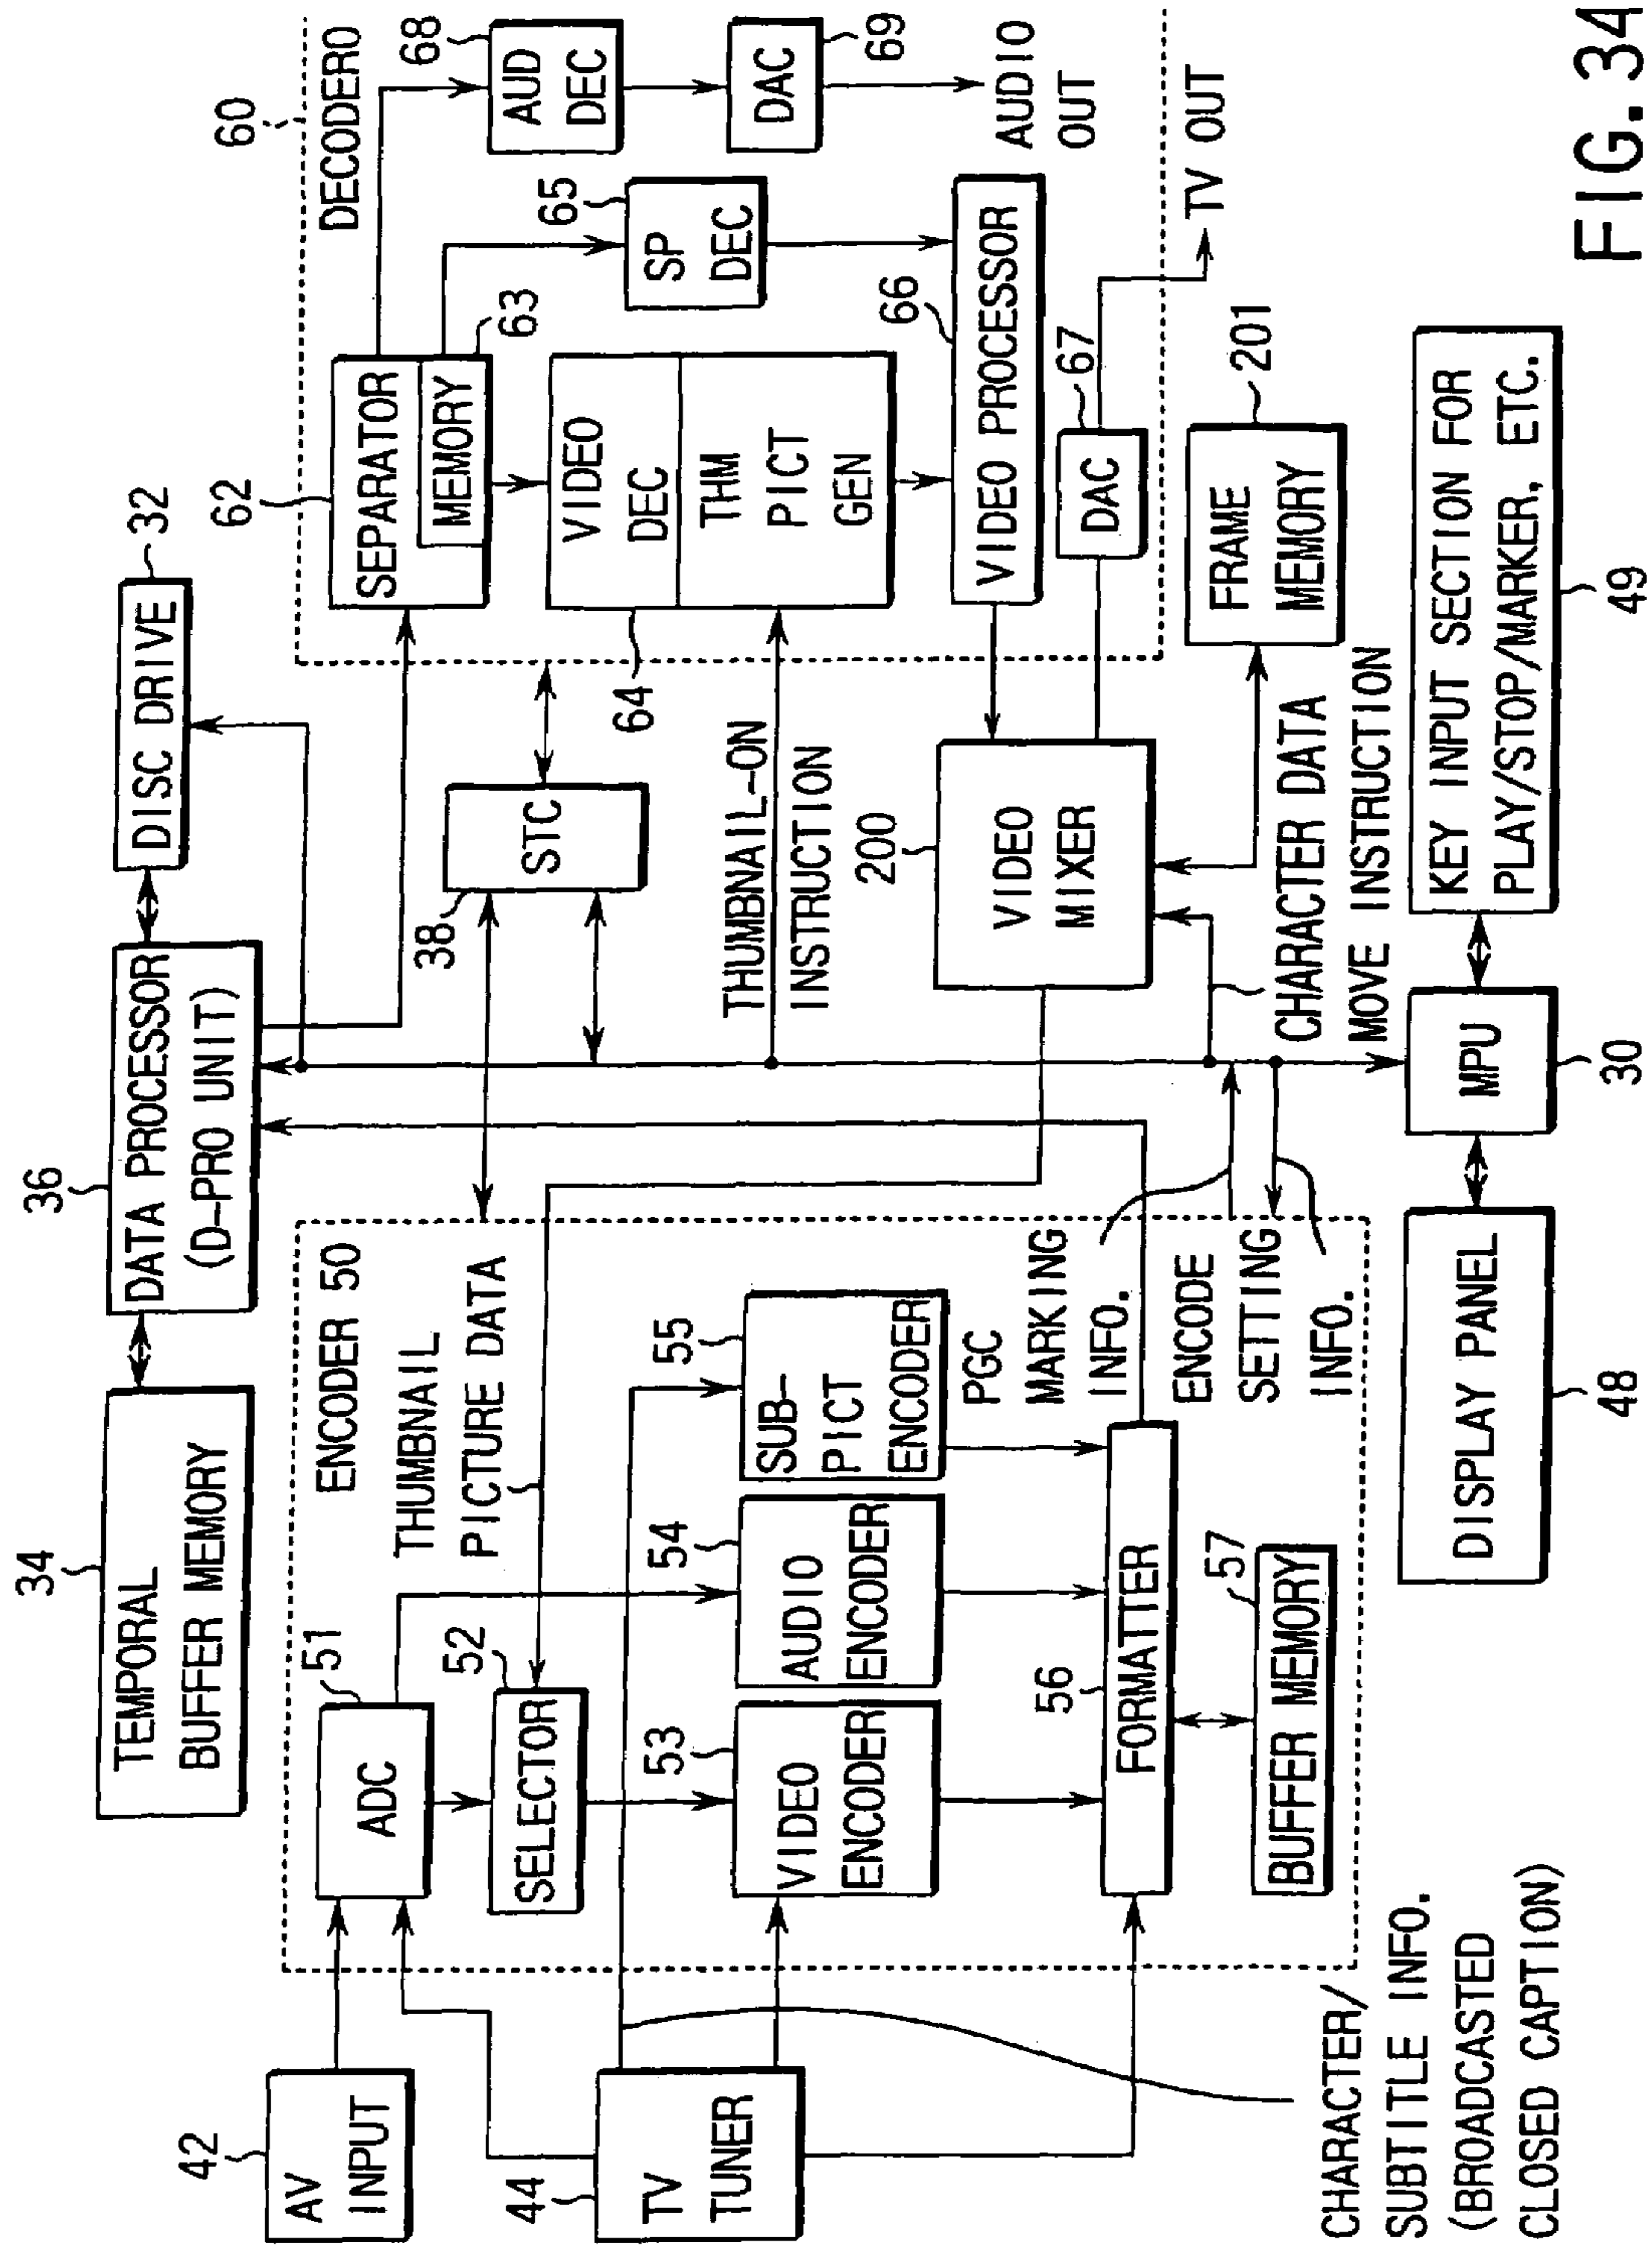 34
TEMPORAL
BUFFER MEMORY
36
DATA PROCESSOR
(D-PRO UNIT)
DISC DRIVE
32
42
AV
INPUT
44
TV
TUNER
CHARACTER/
SUBTITLE INFO.
(BROADCASTED
CLOSED CAPTION)
ENCODER 50
51
ADC
52
SELECTOR
THUMBNAIL
PICTURE DATA
53
VIDEO
ENCODER
54
AUDIO
ENCODER
55
SUB-
PICT
ENCODER
56
FORMATTER
57
BUFFER MEMORY
PGC
MARKING
INFO.
ENCODE
SETTING
INFO.
38
STC
THUMBNAIL-ON
INSTRUCTION
200
VIDEO
MIXER
CHARACTER DATA
MOVE INSTRUCTION
60
DECODERO
62
SEPARATOR
MEMORY
63
64
VIDEO
DEC
THM
PICT
GEN
65
SP
DEC
66
VIDEO PROCESSOR
67
DAC
68
AUD
DEC
DAC
69
AUDIO
OUT
TV OUT
FRAME
MEMORY
201
DISPLAY PANEL
48
MPU
30
KEY INPUT SECTION FOR
PLAY/STOP/MARKER, ETC.
49
FIG. 34